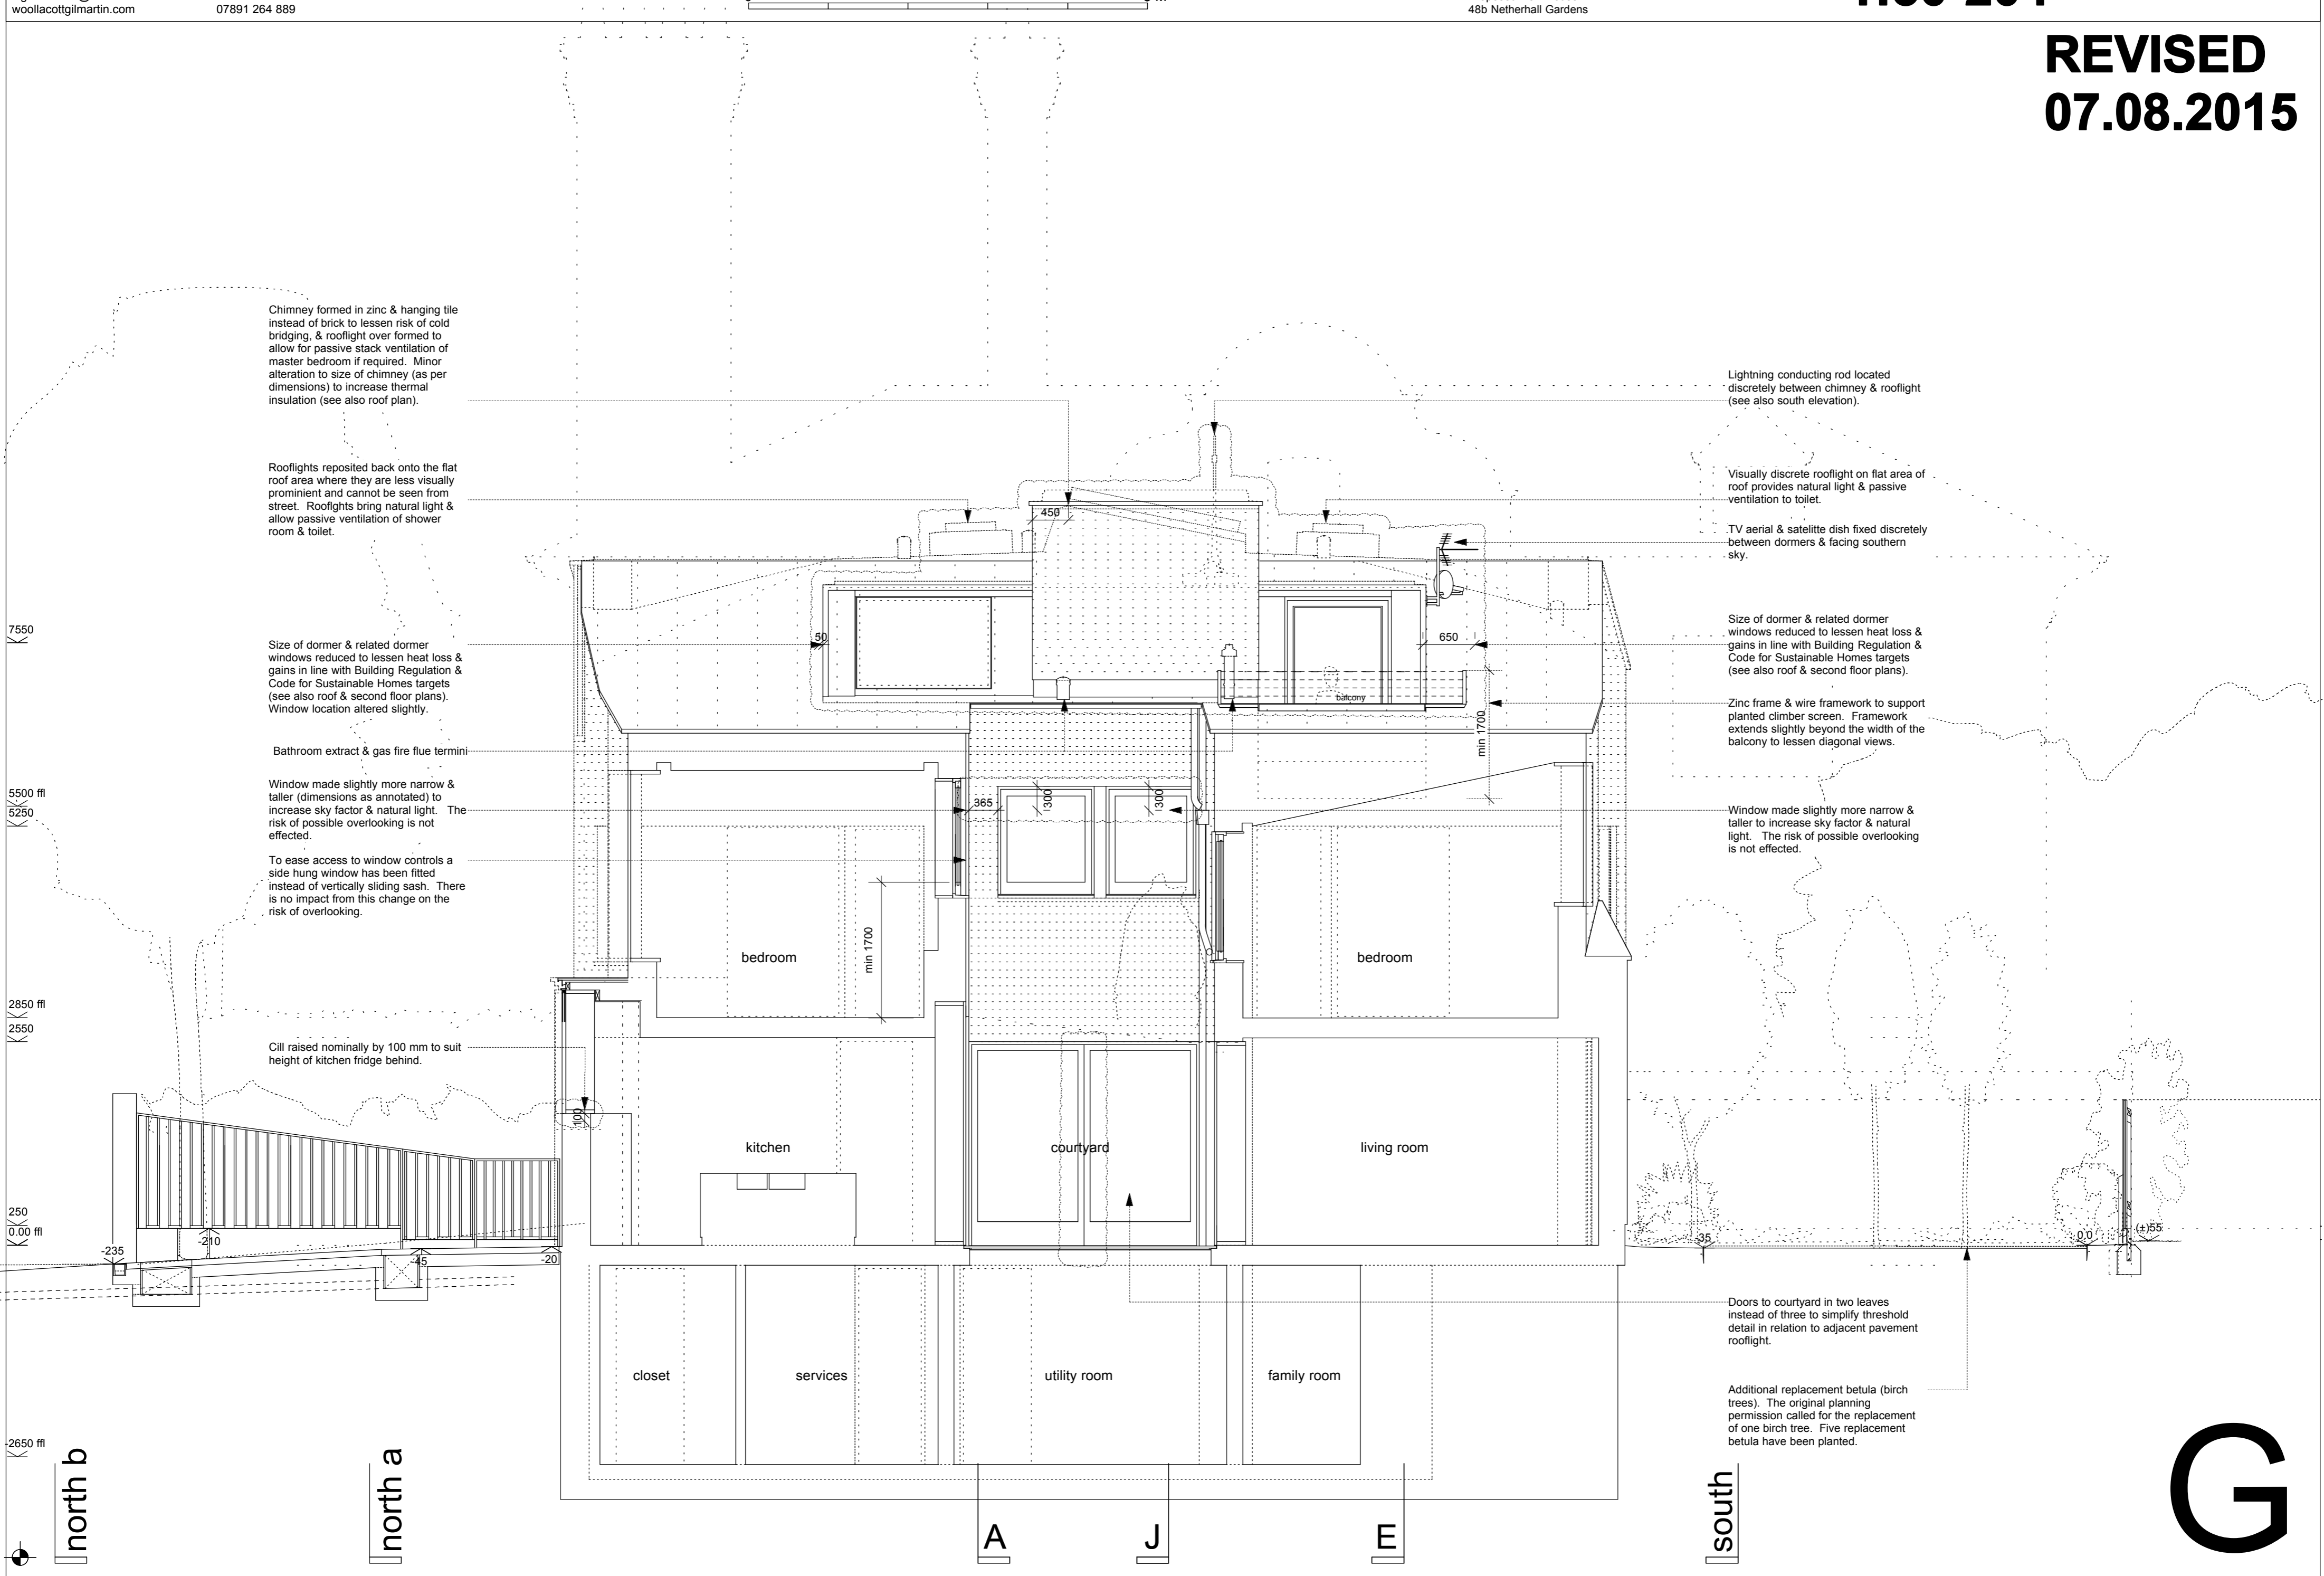 woollacottgilmartin.com
07891 264 889
48b Netherhall Gardens
REVISED
07.08.2015
Chimney formed in zinc & hanging tile
instead of brick to lessen risk of cold
bridging, & rooflight over formed to
allow for passive stack ventilation of
master bedroom if required. Minor
alteration to size of chimney (as per
dimensions) to increase thermal
insulation (see also roof plan).
Rooflights reposited back onto the flat
roof area where they are less visually
prominient and cannot be seen from
street. Rooflights bring natural light &
allow passive ventilation of shower
room & toilet.
Size of dormer & related dormer
windows reduced to lessen heat loss &
gains in line with Building Regulation &
Code for Sustainable Homes targets
(see also roof & second floor plans).
Window location altered slightly.
Bathroom extract & gas fire flue termini
Window made slightly more narrow &
taller (dimensions as annotated) to
increase sky factor & natural light. The
risk of possible overlooking is not
effected.
To ease access to window controls a
side hung window has been fitted
instead of vertically sliding sash. There
is no impact from this change on the
risk of overlooking.
Cill raised nominally by 100 mm to suit
height of kitchen fridge behind.
Lightning conducting rod located
discretely between chimney & rooflight
(see also south elevation).
Visually discrete rooflight on flat area of
roof provides natural light & passive
ventilation to toilet.
TV aerial & satelitte dish fixed discretely
between dormers & facing southern
sky.
Size of dormer & related dormer
windows reduced to lessen heat loss &
gains in line with Building Regulation &
Code for Sustainable Homes targets
(see also roof & second floor plans).
Zinc frame & wire framework to support
planted climber screen. Framework
extends slightly beyond the width of the
balcony to lessen diagonal views.
Window made slightly more narrow &
taller to increase sky factor & natural
light. The risk of possible overlooking
is not effected.
Doors to courtyard in two leaves
instead of three to simplify threshold
detail in relation to adjacent pavement
rooflight.
Additional replacement betula (birch
trees). The original planning
permission called for the replacement
of one birch tree. Five replacement
betula have been planted.
7550
5500 ffl
5250
2850 ffl
2550
250
0.00 ffl
-2650 ffl
450
50
650
balcony
min 1700
365
300
300
min 1700
bedroom
bedroom
100
kitchen
courtyard
living room
-235
-210
-45
-20
-35
0.0
(±)55
closet
services
utility room
family room
north b
north a
A
J
E
south
G